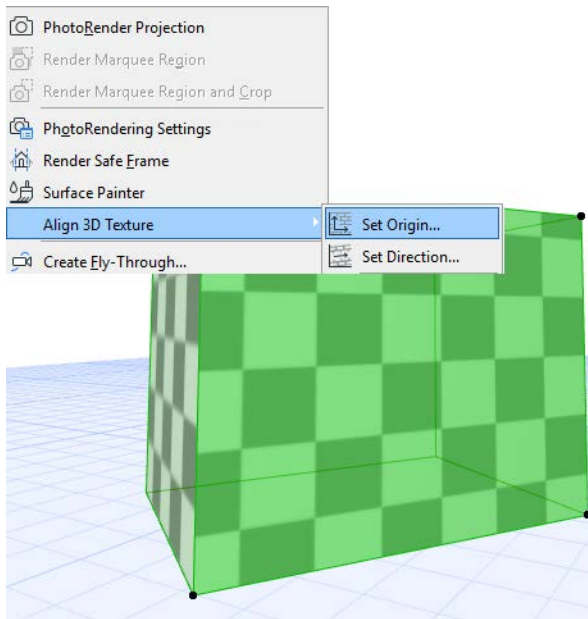 PhotoRender Projection
Render Marquee Region
Render Marquee Region and Crop
PhotoRendering Settings
Render Safe Frame
Surface Painter
Align 3D Texture
Set Origin...
Create Fly-Through...
Set Direction...